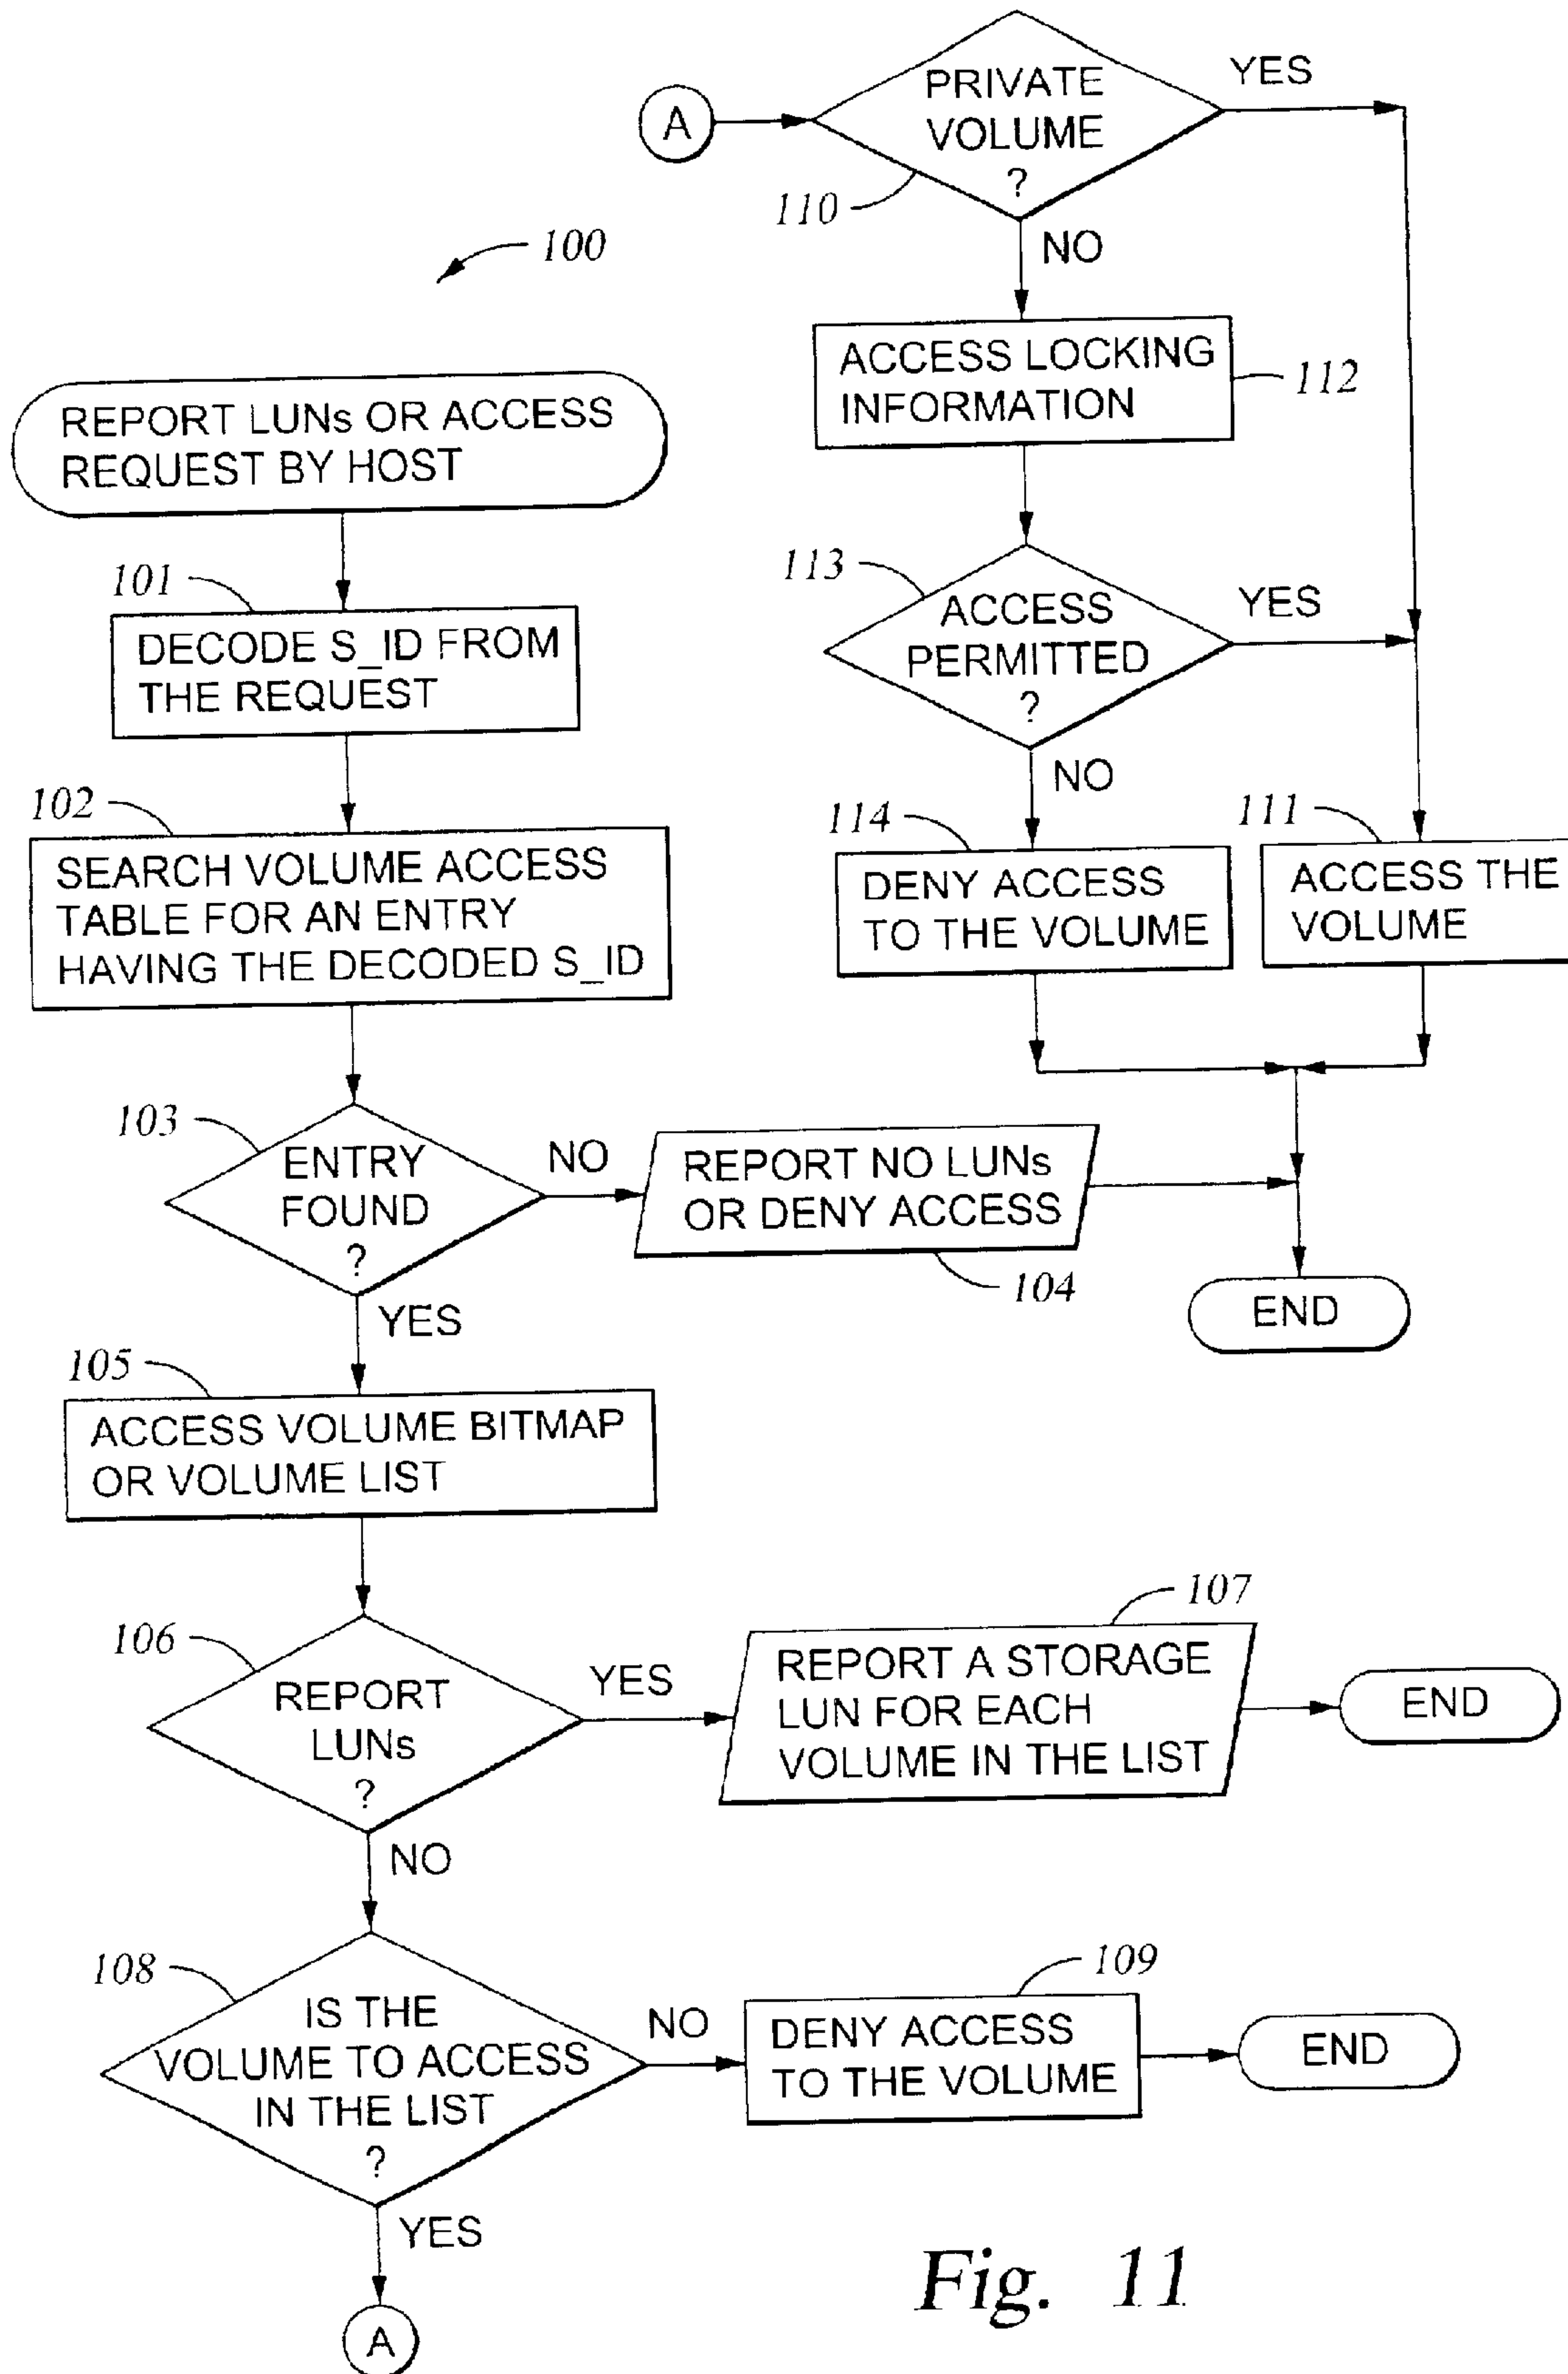 100
REPORT LUNs OR ACCESS
REQUEST BY HOST
101
DECODE S_ID FROM
THE REQUEST
102
SEARCH VOLUME ACCESS
TABLE FOR AN ENTRY
HAVING THE DECODED S_ID
103
ENTRY
FOUND
?
NO
REPORT NO LUNs
OR DENY ACCESS
104
YES
105
ACCESS VOLUME BITMAP
OR VOLUME LIST
106
REPORT
LUNs
?
YES
107
REPORT A STORAGE
LUN FOR EACH
VOLUME IN THE LIST
END
NO
108
IS THE
VOLUME TO ACCESS
IN THE LIST
?
NO
109
DENY ACCESS
TO THE VOLUME
END
YES
A
A
PRIVATE
VOLUME
?
110
YES
NO
ACCESS LOCKING
INFORMATION
112
113
ACCESS
PERMITTED
?
YES
NO
114
DENY ACCESS
TO THE VOLUME
111
ACCESS THE
VOLUME
END
Fig. 11